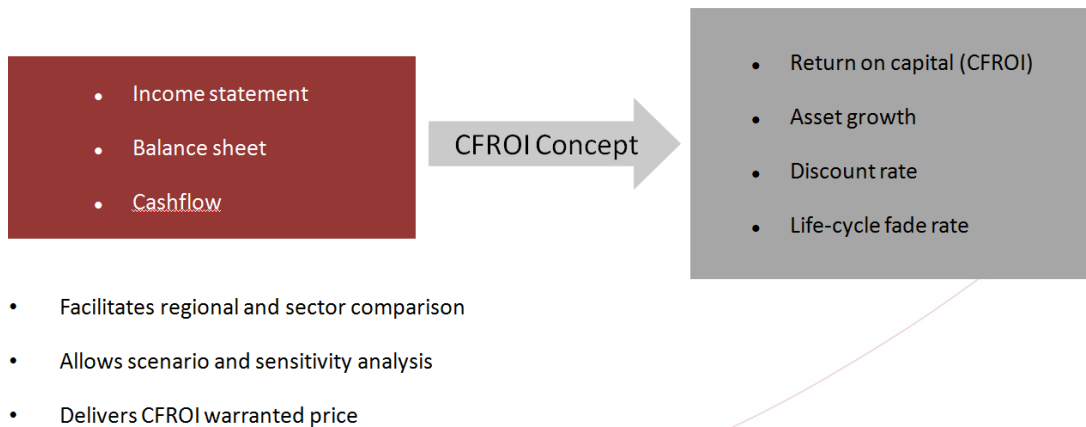 • Income statement
• Balance sheet
• Cashflow
CFROI Concept
• Return on capital (CFROI)
• Asset growth
• Discount rate
• Life-cycle fade rate
• Facilitates regional and sector comparison
• Allows scenario and sensitivity analysis
• Delivers CFROI warranted price